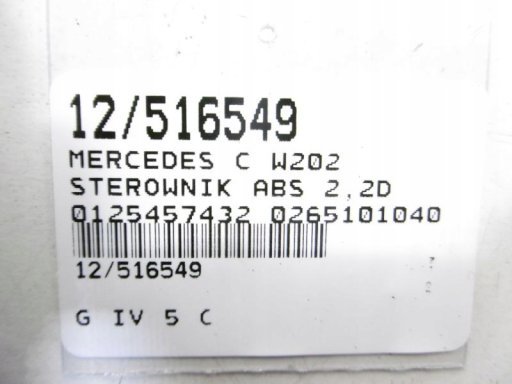 12/516549
MERCEDES C W202
STEROWNIK ABS 2,2D
0125457432 0265101040
12/516549
G IV 5 C